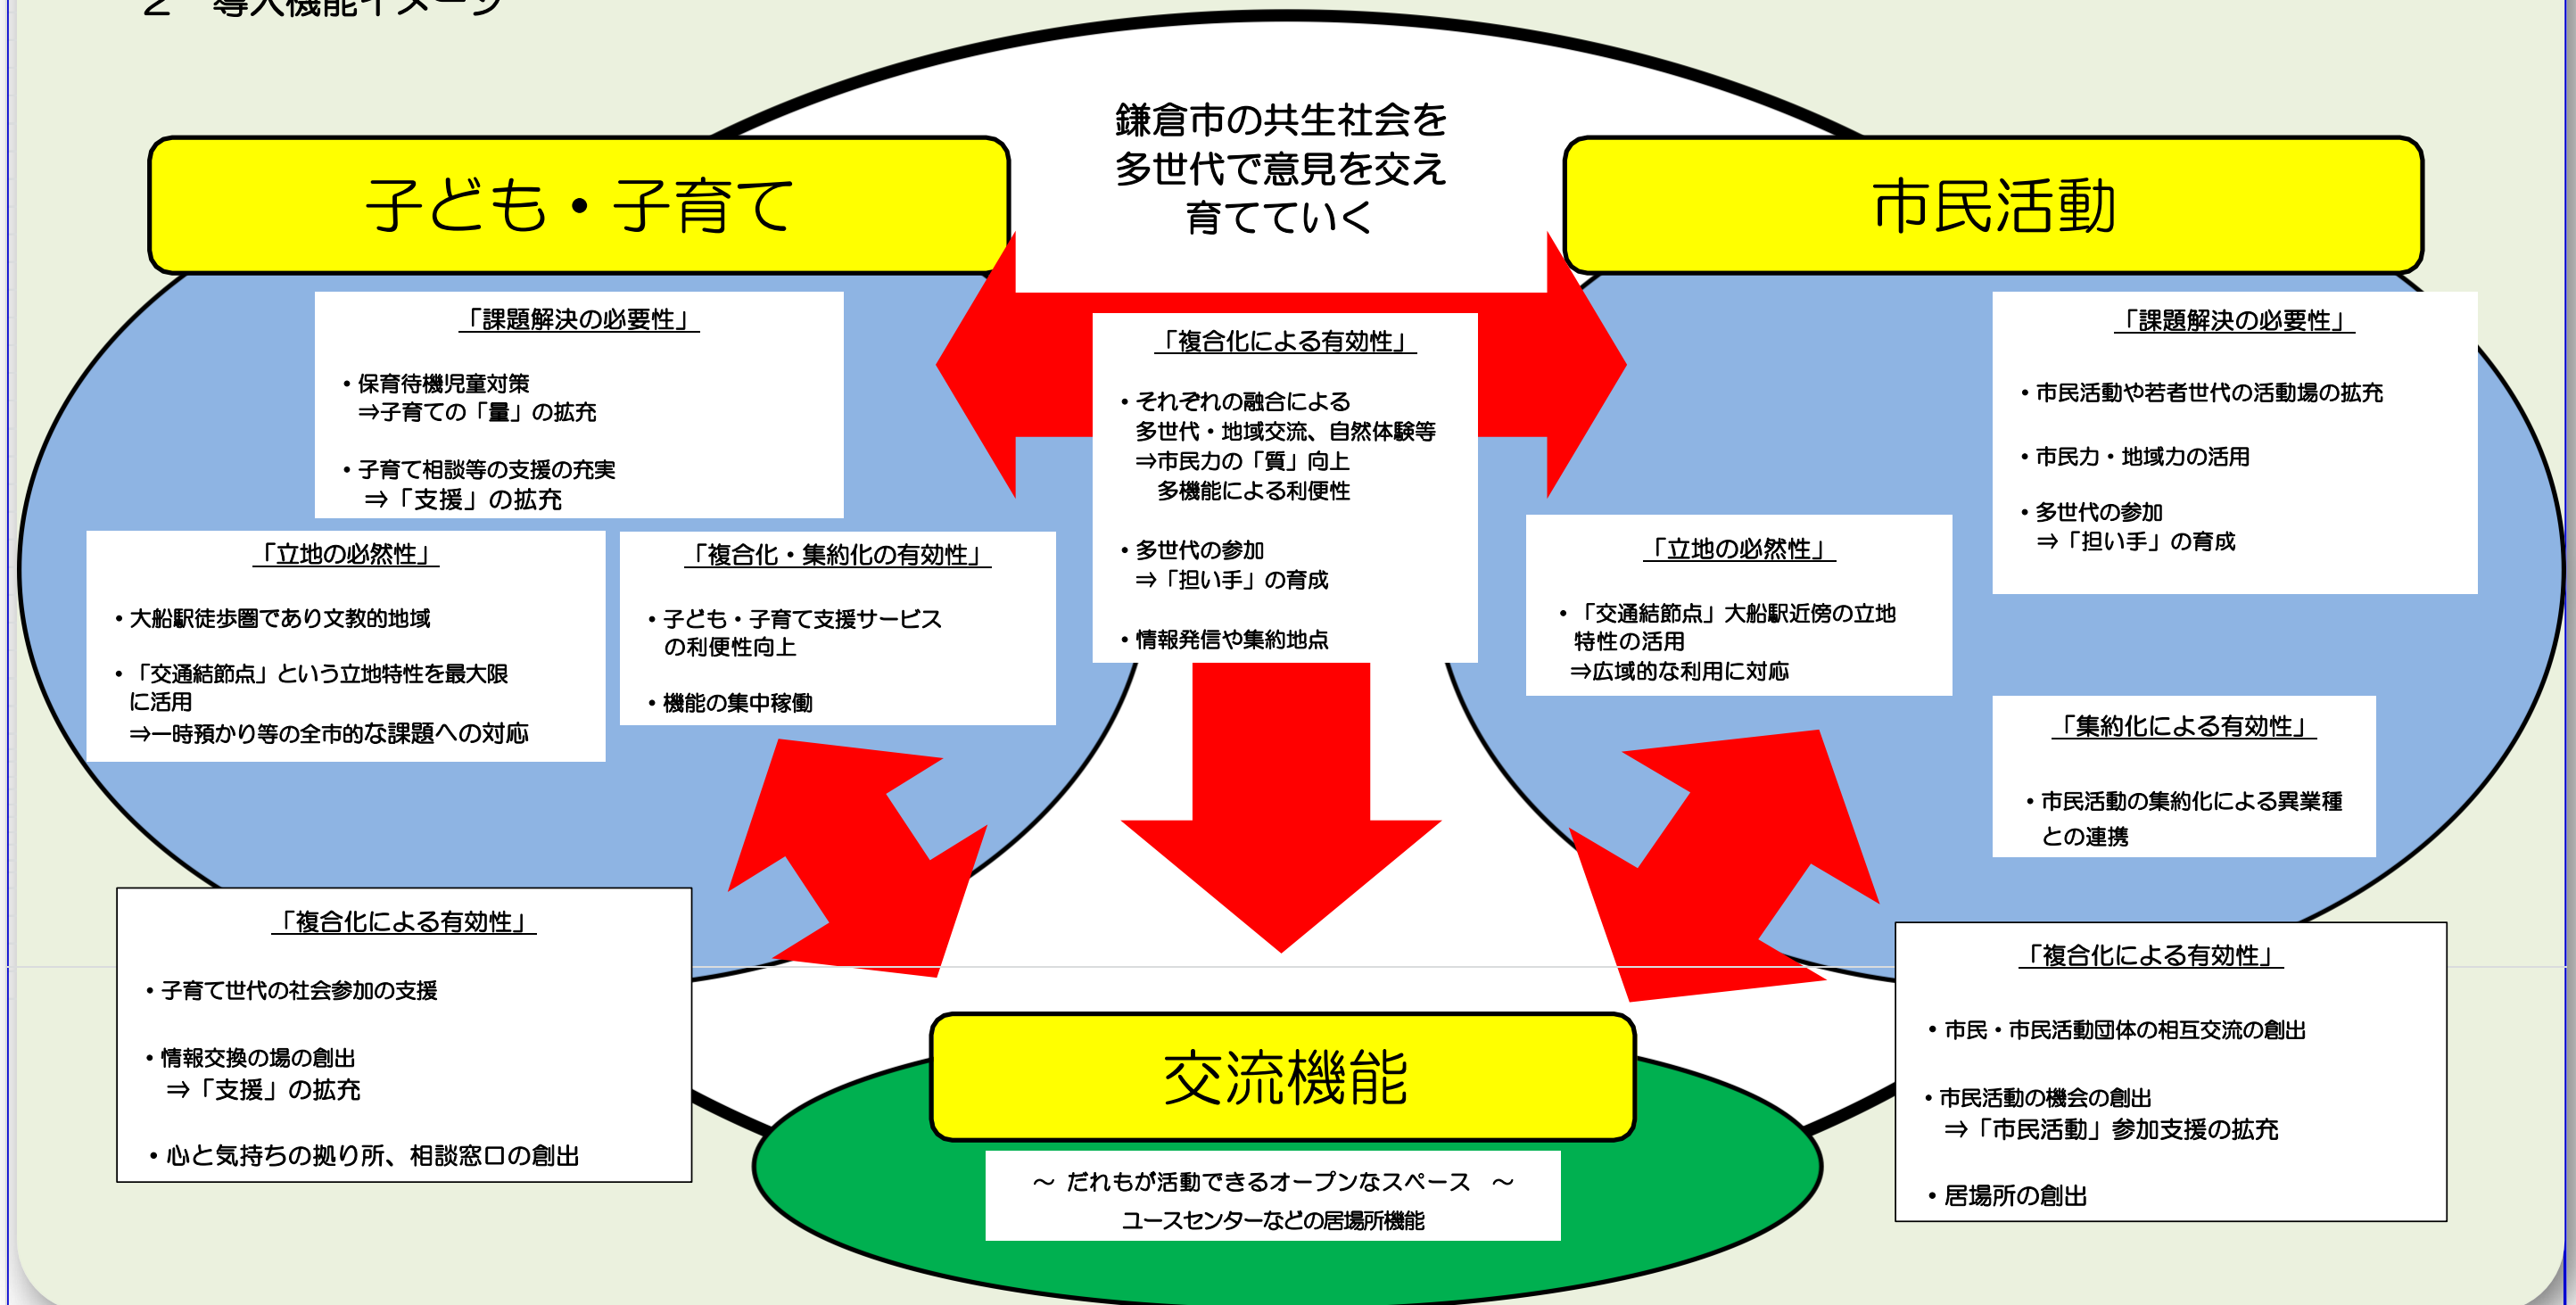 2　導入機能イメージ
鎌倉市の共生社会を
多世代で意見を交え
育てていく
子ども・子育て
市民活動
「課題解決の必要性」
・保育待機児童対策
⇒子育ての「量」の拡充
・子育て相談等の支援の充実
⇒「支援」の拡充
「立地の必然性」
・大船駅徒歩圏であり文教的地域
・「交通結節点」という立地特性を最大限
に活用
⇒一時預かり等の全市的な課題への対応
「複合化・集約化の有効性」
・子ども・子育て支援サービス
の利便性向上
・機能の集中稼働
「複合化による有効性」
・それぞれの融合による
多世代・地域交流、自然体験等
⇒市民力の「質」向上
多機能による利便性
・多世代の参加
⇒「担い手」の育成
・情報発信や集約地点
「課題解決の必要性」
・市民活動や若者世代の活動場の拡充
・市民力・地域力の活用
・多世代の参加
⇒「担い手」の育成
「立地の必然性」
・「交通結節点」大船駅近傍の立地
特性の活用
⇒広域的な利用に対応
「集約化による有効性」
・市民活動の集約化による異業種
との連携
「複合化による有効性」
・子育て世代の社会参加の支援
・情報交換の場の創出
⇒「支援」の拡充
・心と気持ちの拠り所、相談窓口の創出
「複合化による有効性」
・市民・市民活動団体の相互交流の創出
・市民活動の機会の創出
⇒「市民活動」参加支援の拡充
・居場所の創出
交流機能
～ だれもが活動できるオープンなスペース ～
ユースセンターなどの居場所機能